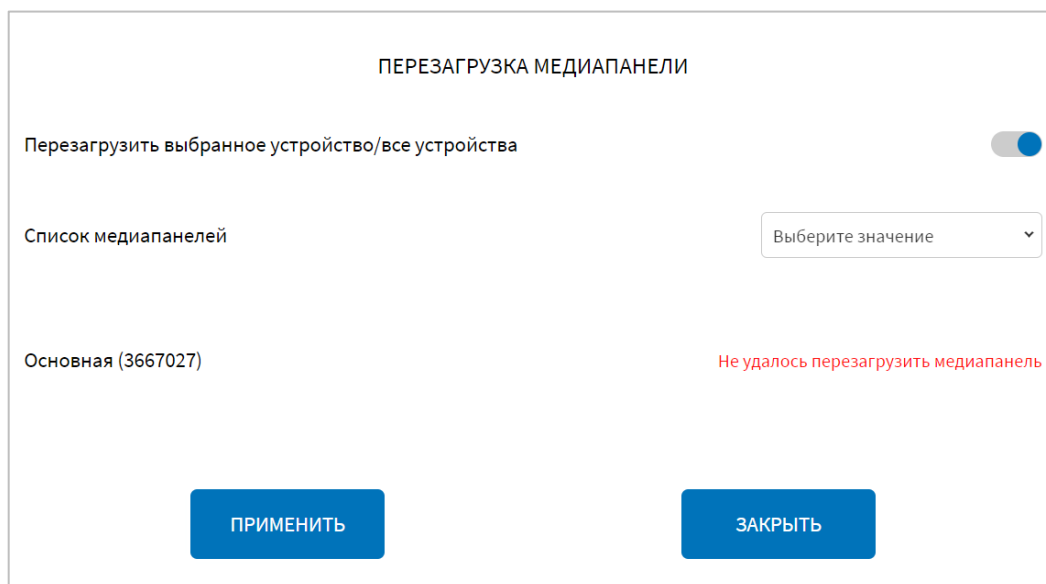 ПЕРЕЗАГРУЗКА МЕДИАПАНЕЛИ
Перезагрузить выбранное устройство/все устройства
Список медиапанелей
Выберите значение
Основная (3667027)
Не удалось перезагрузить медиапанель
ПРИМЕНИТЬ
ЗАКРЫТЬ